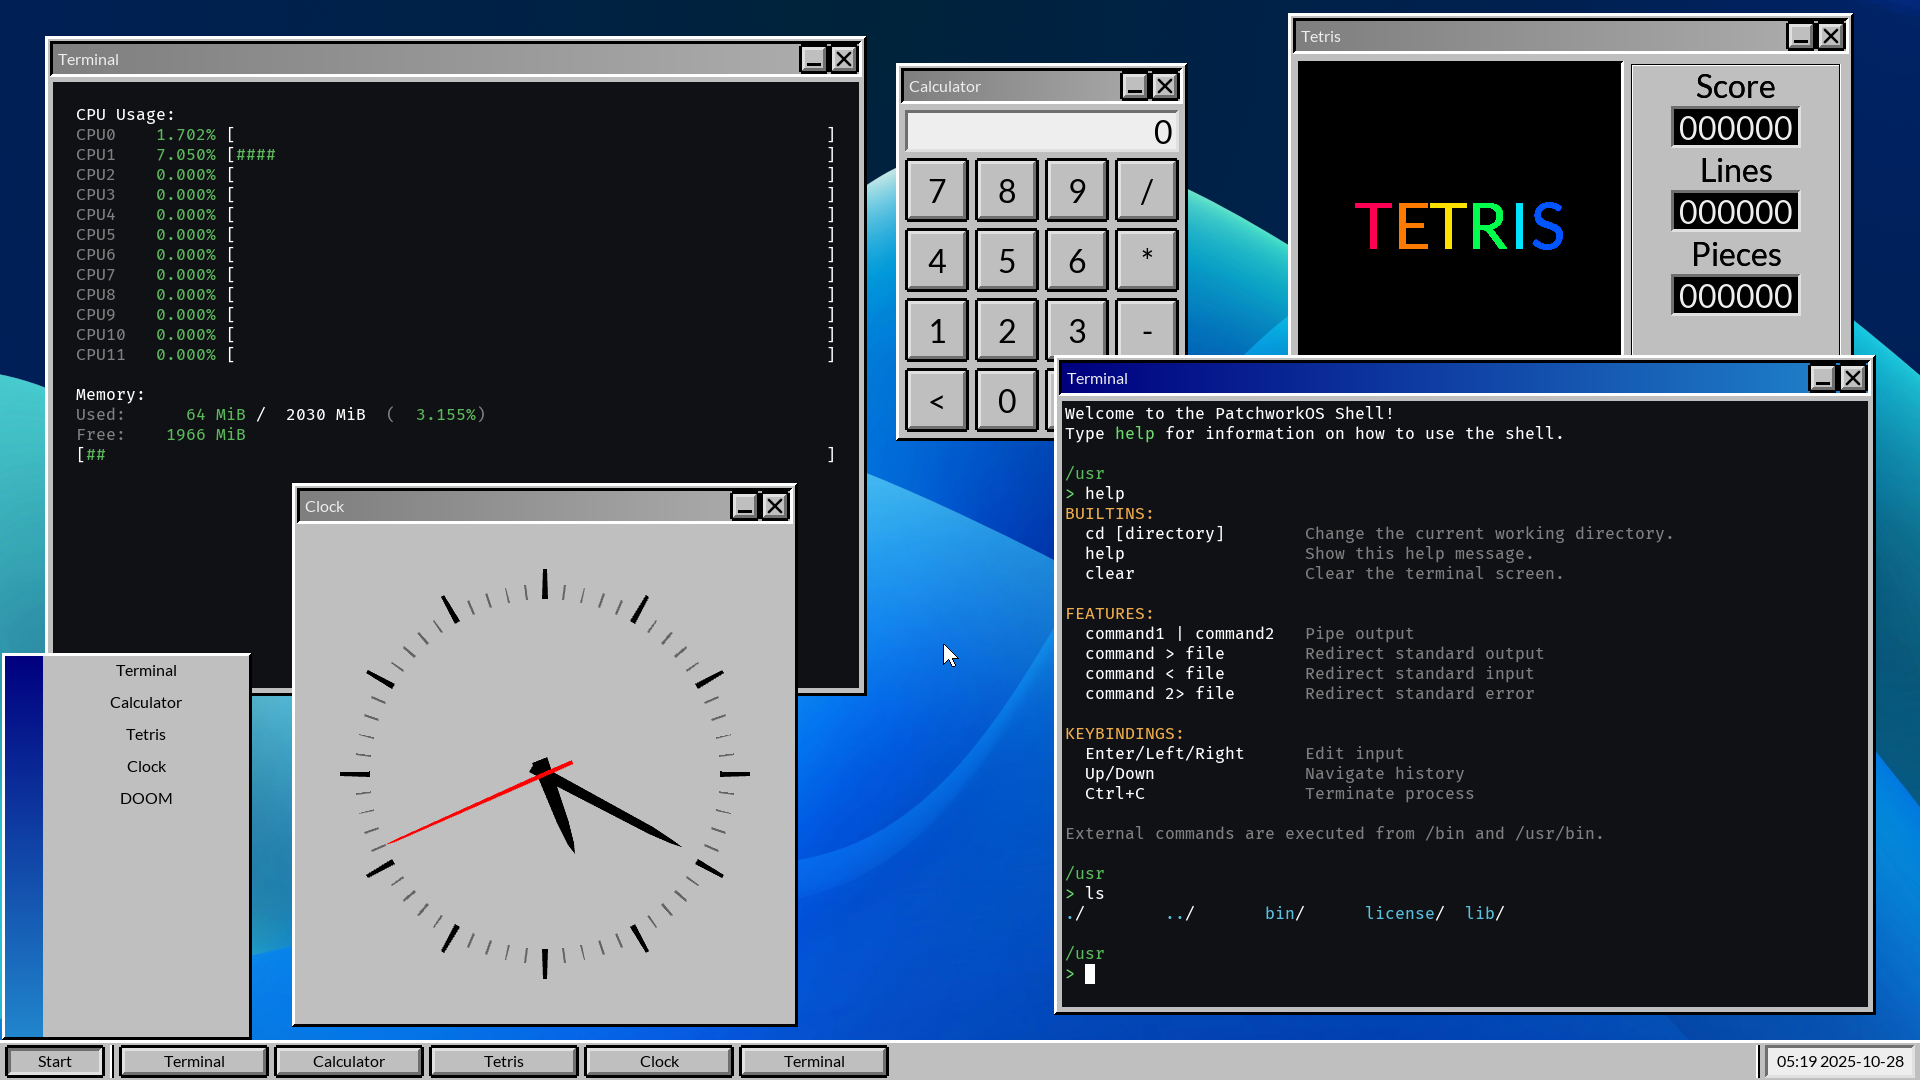 Terminal
CPU Usage:
CPU0 1.702% [ ]
CPU1 7.050% [#### ]
CPU2 0.000% [ ]
CPU3 0.000% [ ]
CPU4 0.000% [ ]
CPU5 0.000% [ ]
CPU6 0.000% [ ]
CPU7 0.000% [ ]
CPU8 0.000% [ ]
CPU9 0.000% [ ]
CPU10 0.000% [ ]
CPU11 0.000% [ ]
Memory:
Used: 64 MiB / 2030 MiB ( 3.155%)
Free: 1966 MiB
[## ]
Calculator
0
7 8 9 /
4 5 6 *
1 2 3 -
< 0
Tetris
TETRIS
Score
000000
Lines
000000
Pieces
000000
Clock
Terminal
Welcome to the PatchworkOS Shell!
Type help for information on how to use the shell.
/usr
> help
BUILTINS:
cd [directory] Change the current working directory.
help Show this help message.
clear Clear the terminal screen.
FEATURES:
command1 | command2 Pipe output
command > file Redirect standard output
command < file Redirect standard input
command 2> file Redirect standard error
KEYBINDINGS:
Enter/Left/Right Edit input
Up/Down Navigate history
Ctrl+C Terminate process
External commands are executed from /bin and /usr/bin.
/usr
> ls
./ ../ bin/ license/ lib/
/usr
>
Terminal
Calculator
Tetris
Clock
DOOM
Start Terminal Calculator Tetris Clock Terminal 05:19 2025-10-28